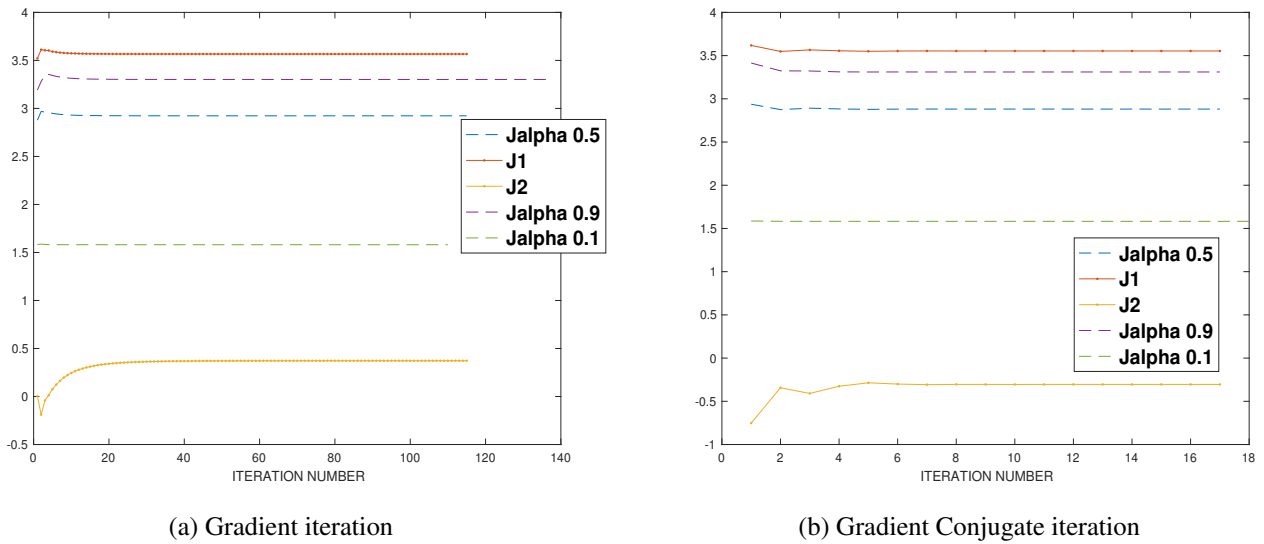 4
3.5
3
2.5
2
1.5
1
0.5
0
-0.5
0 20 40 60 80 100 120 140
ITERATION NUMBER
Jalpha 0.5
J1
J2
Jalpha 0.9
Jalpha 0.1
(a) Gradient iteration
4
3.5
3
2.5
2
1.5
1
0.5
0
-0.5
-1
0 2 4 6 8 10 12 14 16 18
ITERATION NUMBER
Jalpha 0.5
J1
J2
Jalpha 0.9
Jalpha 0.1
(b) Gradient Conjugate iteration